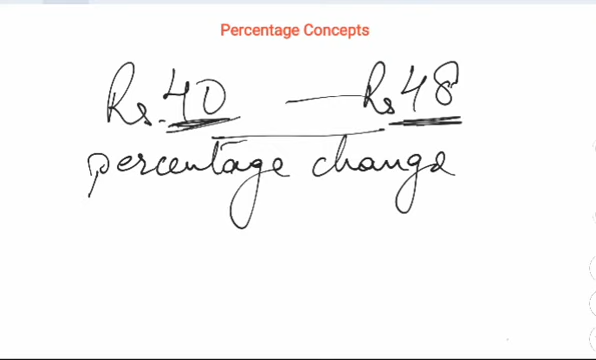 Percentage Concepts
Rs. 40 — Rs 48
percentage change